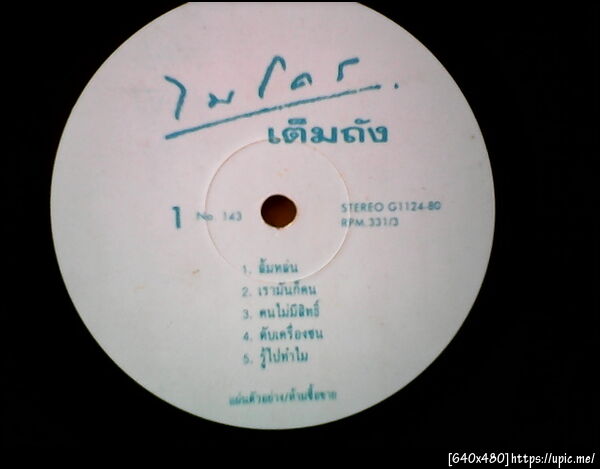 ไมโคร
เต็มถัง
1 No. 143
STEREO G1124-80
RPM 331/3
1. ส้มหล่น
2. เรามันก็คน
3. คนไม่มีสิทธิ์
4. ดับเครื่องชน
5. รู้ไปทำไม
แผ่นตัวอย่าง/ห้ามซื้อขาย
[640x480]https://upic.me/